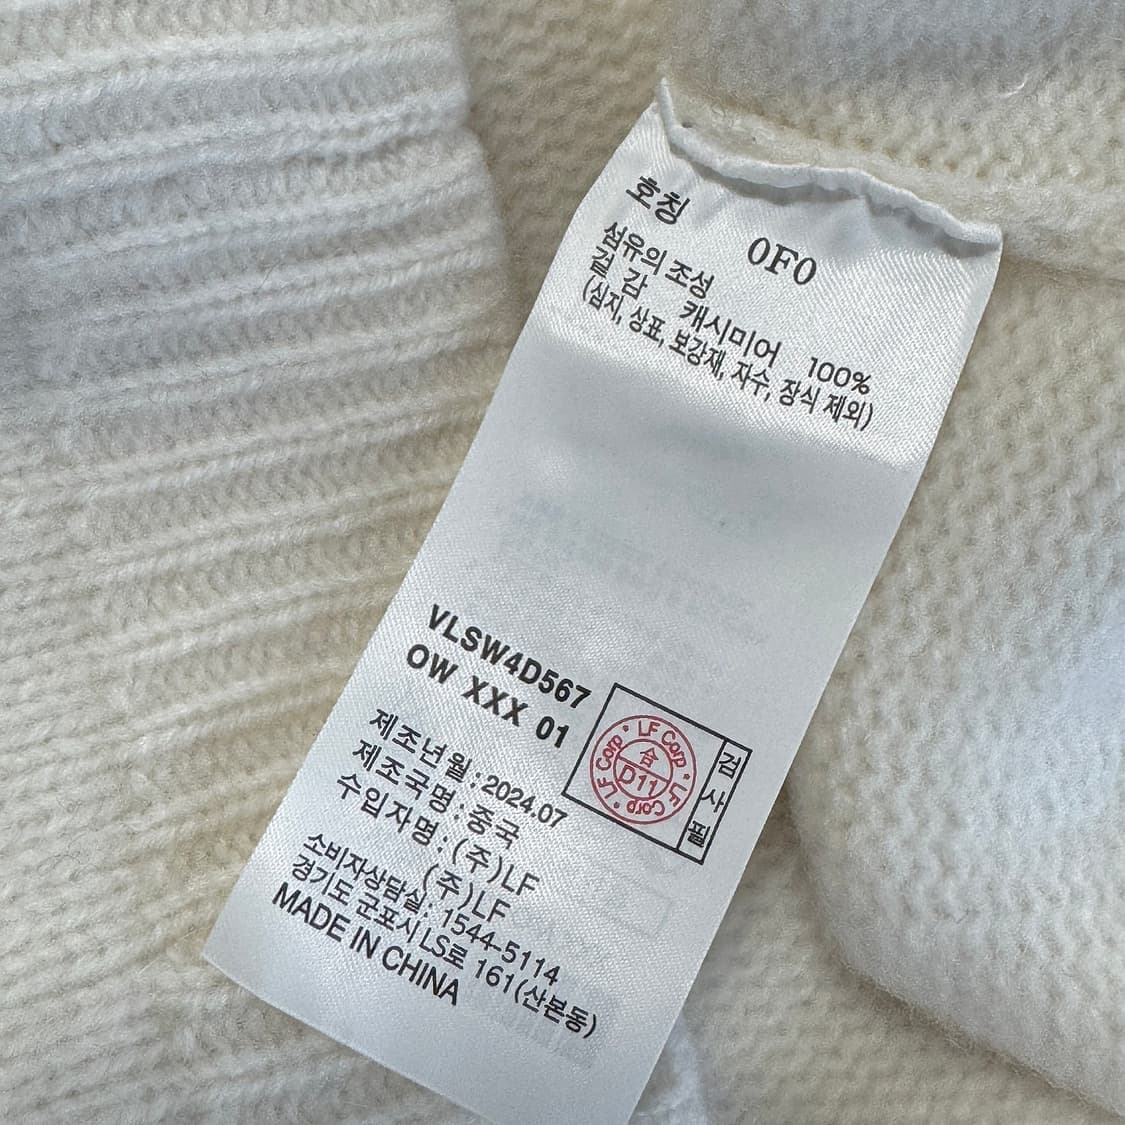 호칭
0F0
섬유의 조성
겉 감 캐시미어 100%
(심지, 상표, 보강재, 자수, 장식 제외)
VLSW4D567
OW XXX 01
제조년월:2024.07
제조국명:중국
수입자명:(주)LF
(주)LF
소비자상담실: 1544-5114
경기도 군포시 LS로 161(산본동)
MADE IN CHINA
LF Corp • LF Corp • LF Corp •
合
D11
검사필